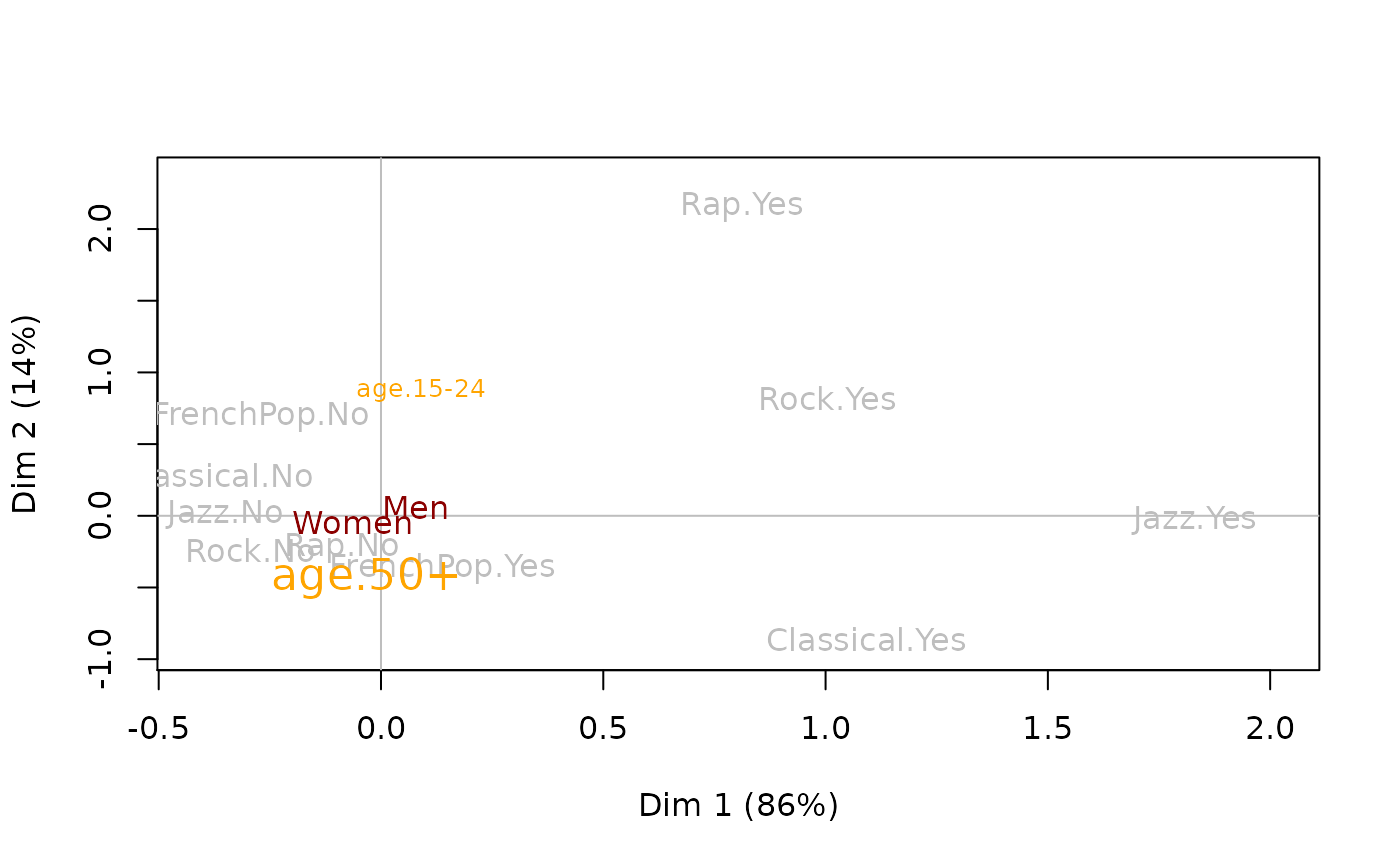 Rap.Yes
2.0
age.15-24
1.0
Rock.Yes
FrenchPop.No
assical.No
Men
Jazz.No
Women
Jazz.Yes
0.0
Rap.No
Rock.No
FrenchPop.Yes
age.50+
Classical.Yes
-1.0
Dim 2 (14%)
-0.5 0.0 0.5 1.0 1.5 2.0
Dim 1 (86%)